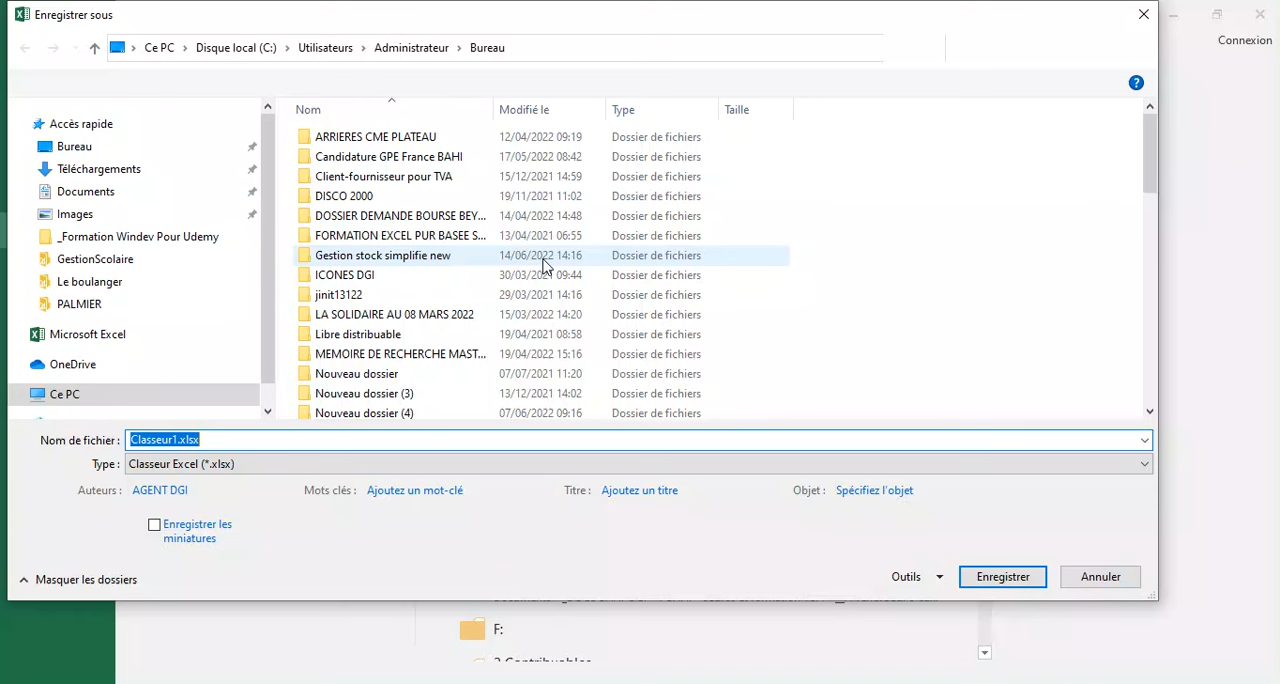 Enregistrer sous
Connexion
Ce PC > Disque local (C:) > Utilisateurs > Administrateur > Bureau
Nom Modifié le Type Taille
Accès rapide
Bureau
Téléchargements
Documents
Images
_Formation Windev Pour Udemy
GestionScolaire
Le boulanger
PALMIER
Microsoft Excel
OneDrive
Ce PC
ARRIERES CME PLATEAU 12/04/2022 09:19 Dossier de fichiers
Candidature GPE France BAHI 17/05/2022 08:42 Dossier de fichiers
Client-fournisseur pour TVA 15/12/2021 14:59 Dossier de fichiers
DISCO 2000 19/11/2021 11:02 Dossier de fichiers
DOSSIER DEMANDE BOURSE BEY... 14/04/2022 14:48 Dossier de fichiers
FORMATION EXCEL PUR BASEE S... 13/04/2021 06:55 Dossier de fichiers
Gestion stock simplifie new 14/06/2022 14:16 Dossier de fichiers
ICONES DGI 30/03/2021 09:44 Dossier de fichiers
jinit13122 29/03/2021 14:16 Dossier de fichiers
LA SOLIDAIRE AU 08 MARS 2022 15/03/2022 14:20 Dossier de fichiers
Libre distribuable 19/04/2021 08:58 Dossier de fichiers
MEMOIRE DE RECHERCHE MAST... 19/04/2022 15:16 Dossier de fichiers
Nouveau dossier 07/07/2021 11:20 Dossier de fichiers
Nouveau dossier (3) 13/12/2021 14:02 Dossier de fichiers
Nouveau dossier (4) 07/06/2022 09:16 Dossier de fichiers
Nom de fichier : Classeur1.xlsx
Type : Classeur Excel (*.xlsx)
Auteurs : AGENT DGI Mots clés : Ajoutez un mot-clé Titre : Ajoutez un titre Objet : Spécifiez l'objet
Enregistrer les
miniatures
Masquer les dossiers Outils Enregistrer Annuler
F: